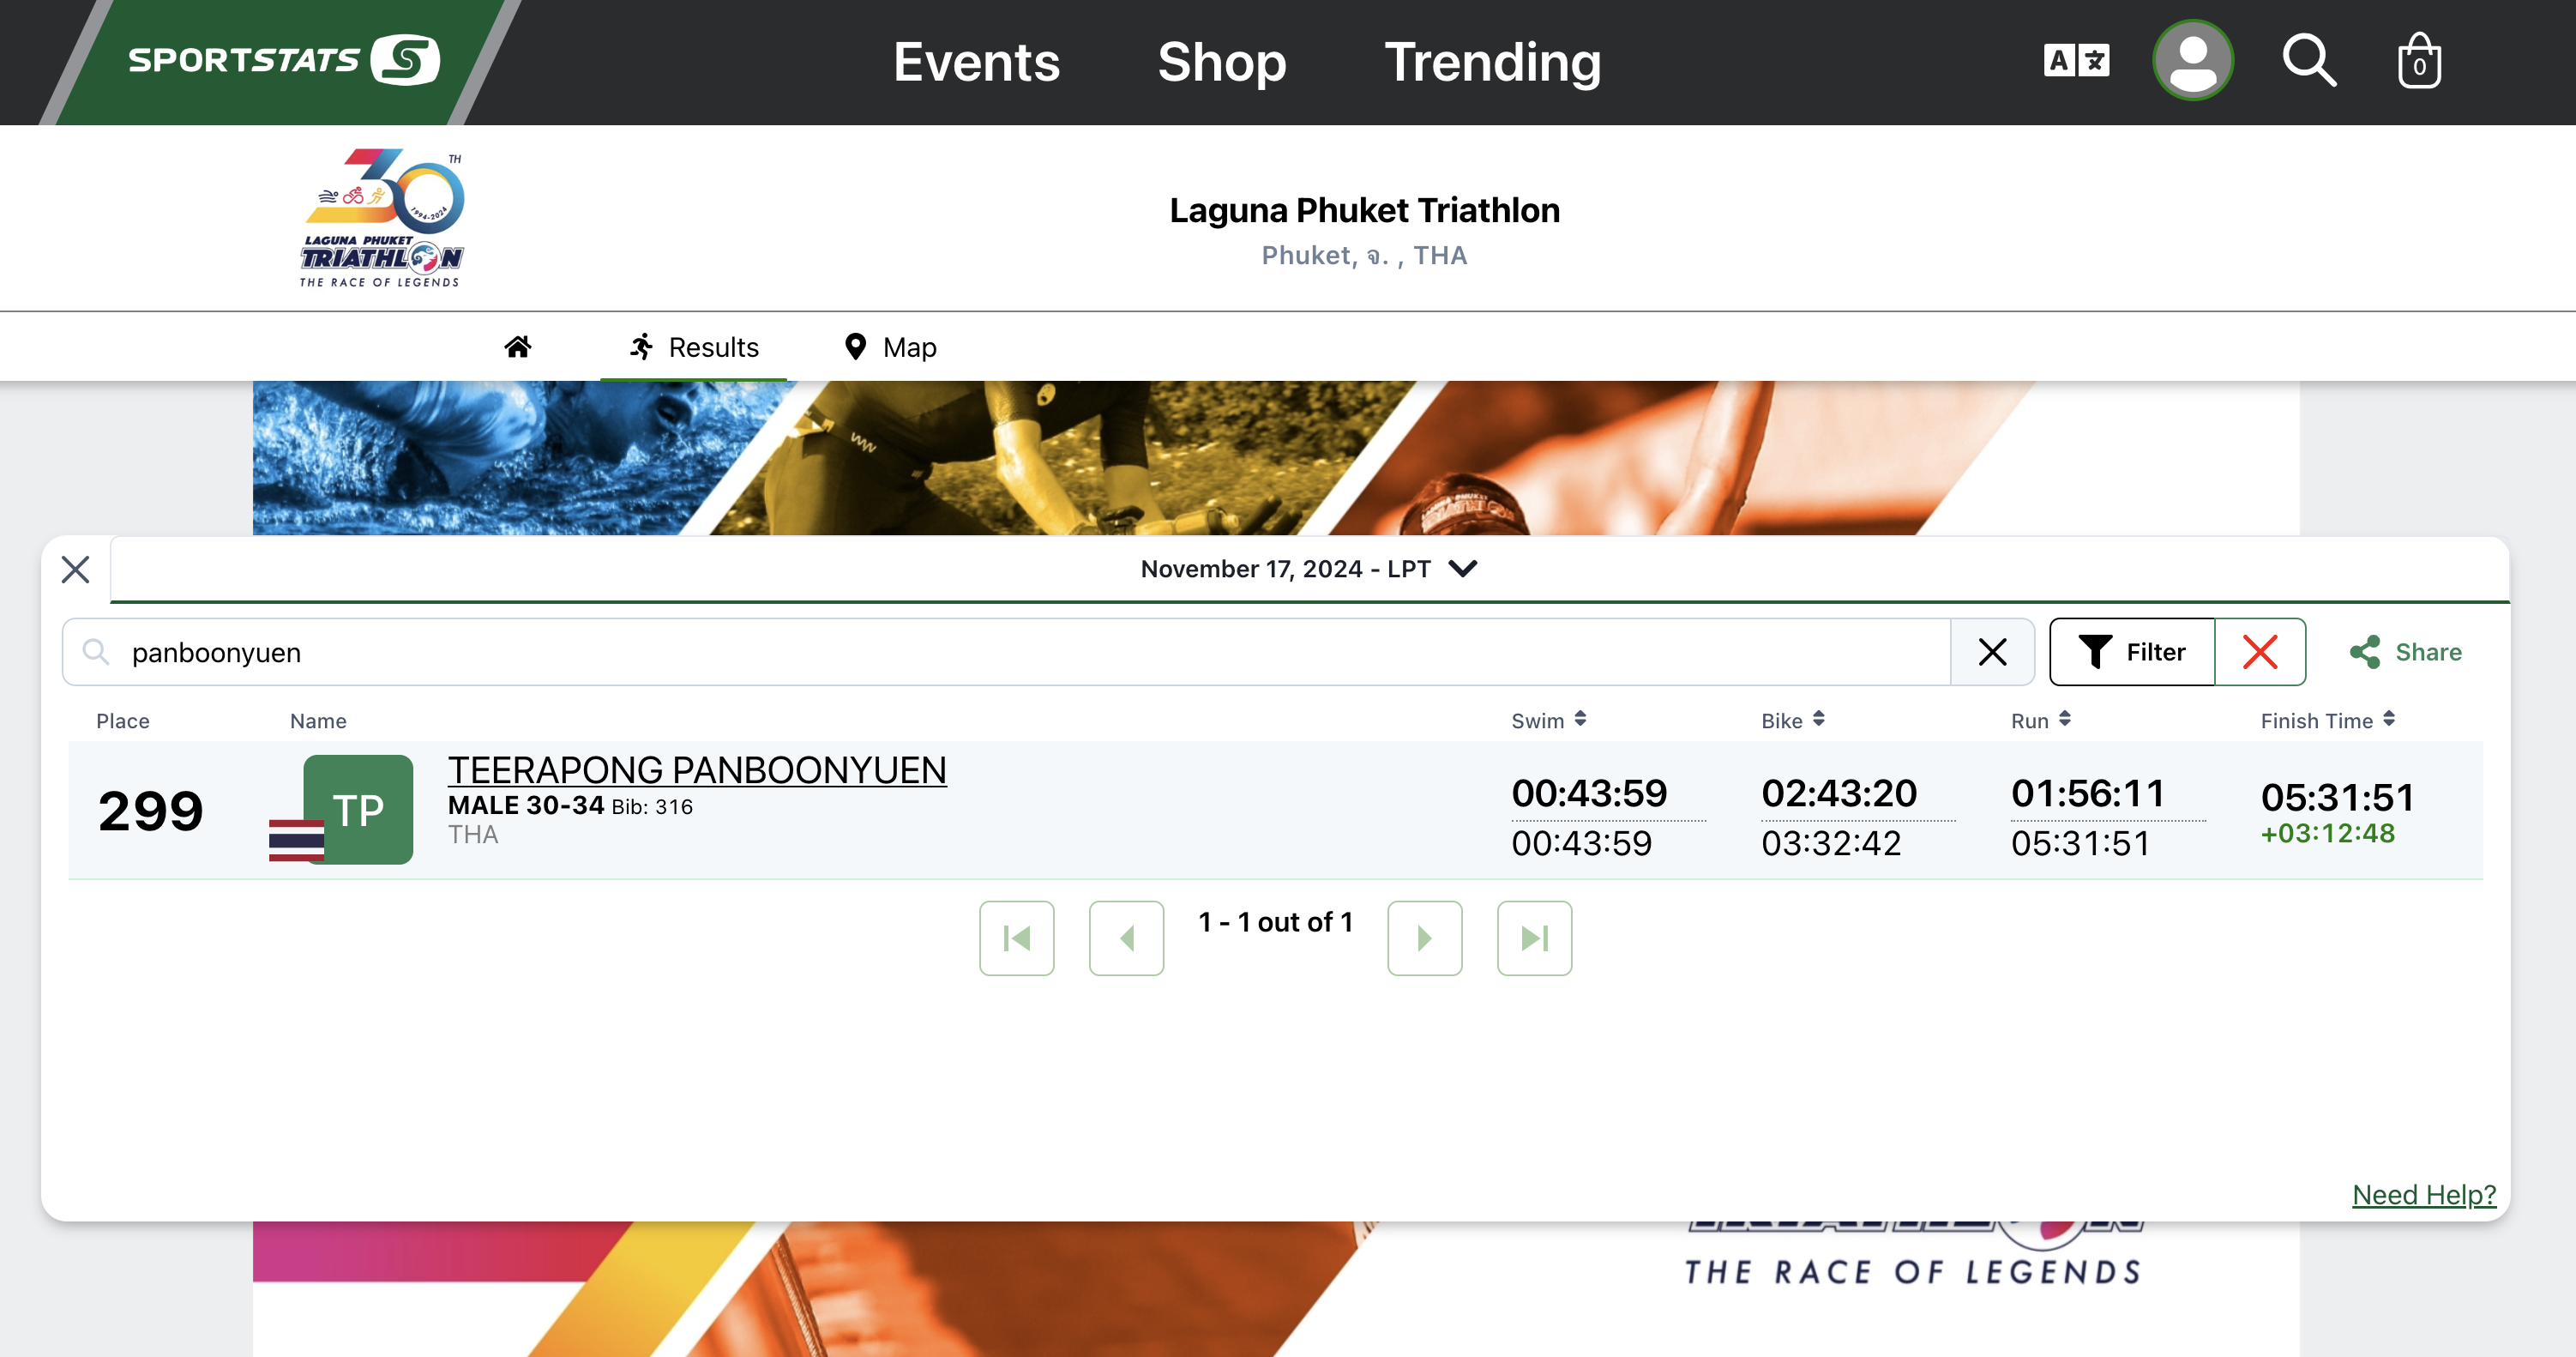 SPORTSTATS S
Events
Shop
Trending
A 文
0
30TH
1994-2024
LAGUNA PHUKET
TRIATHLON
THE RACE OF LEGENDS
Laguna Phuket Triathlon
Phuket, จ. , THA
Results
Map
November 17, 2024 - LPT
panboonyuen
Filter
Share
Place Name Swim Bike Run Finish Time
299
TP
TEERAPONG PANBOONYUEN
MALE 30-34 Bib: 316
THA
00:43:59 02:43:20 01:56:11 05:31:51
00:43:59 03:32:42 05:31:51 +03:12:48
1 - 1 out of 1
Need Help?
THE RACE OF LEGENDS